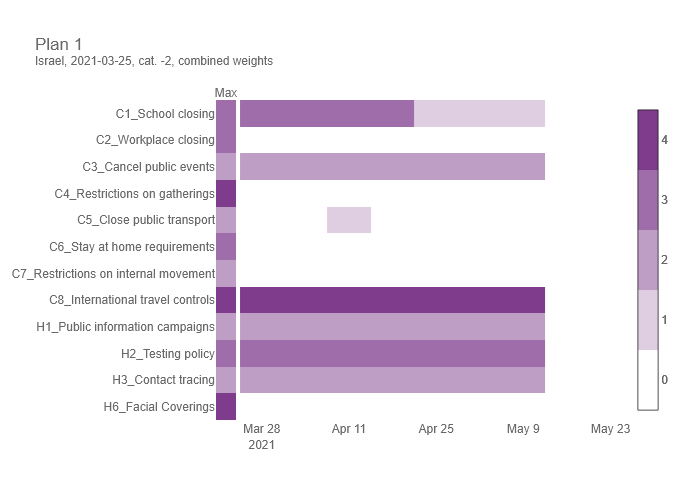 Plan 1
Israel, 2021-03-25, cat. -2, combined weights
Max
C1_School closing
C2_Workplace closing
C3_Cancel public events
C4_Restrictions on gatherings
C5_Close public transport
C6_Stay at home requirements
C7_Restrictions on internal movement
C8_International travel controls
H1_Public information campaigns
H2_Testing policy
H3_Contact tracing
H6_Facial Coverings
Mar 28 Apr 11 Apr 25 May 9 May 23
2021
4
3
2
1
0